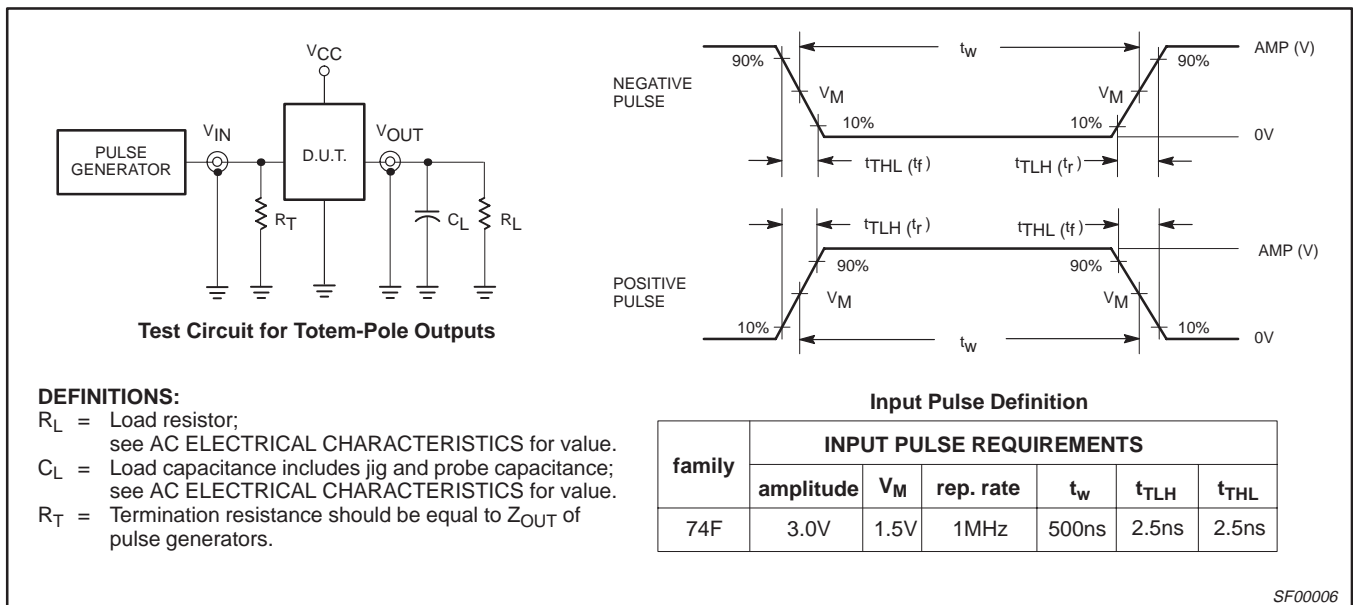 VCC
VIN
VOUT
PULSE
GENERATOR
D.U.T.
RT
CL
RL
Test Circuit for Totem-Pole Outputs
NEGATIVE
PULSE
90%
tw
90%
AMP (V)
VM
VM
10%
10%
0V
tTHL (tf)
tTLH (tr)
tTLH (tr)
tTHL (tf)
AMP (V)
POSITIVE
PULSE
90%
90%
VM
VM
10%
10%
tw
0V
DEFINITIONS:
RL = Load resistor;
see AC ELECTRICAL CHARACTERISTICS for value.
CL = Load capacitance includes jig and probe capacitance;
see AC ELECTRICAL CHARACTERISTICS for value.
RT = Termination resistance should be equal to ZOUT of
pulse generators.
Input Pulse Definition
family
INPUT PULSE REQUIREMENTS
amplitude VM rep. rate tw tTLH tTHL
74F 3.0V 1.5V 1MHz 500ns 2.5ns 2.5ns
SF00006